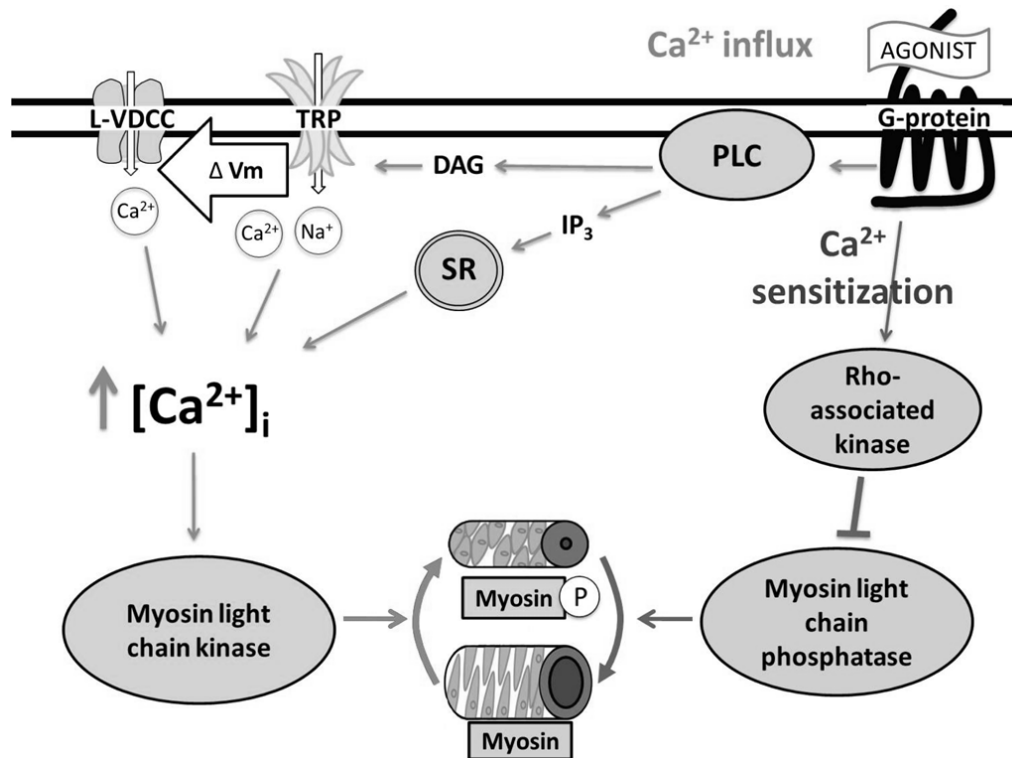 Ca²⁺ influx
AGONIST
L-VDCC
TRP
G-protein
PLC
Δ Vm
DAG
Ca²⁺
Ca²⁺
Na⁺
IP₃
SR
Ca²⁺
sensitization
[Ca²⁺]ᵢ
Rho-
associated
kinase
Myosin light
chain kinase
Myosin
P
Myosin light
chain
phosphatase
Myosin